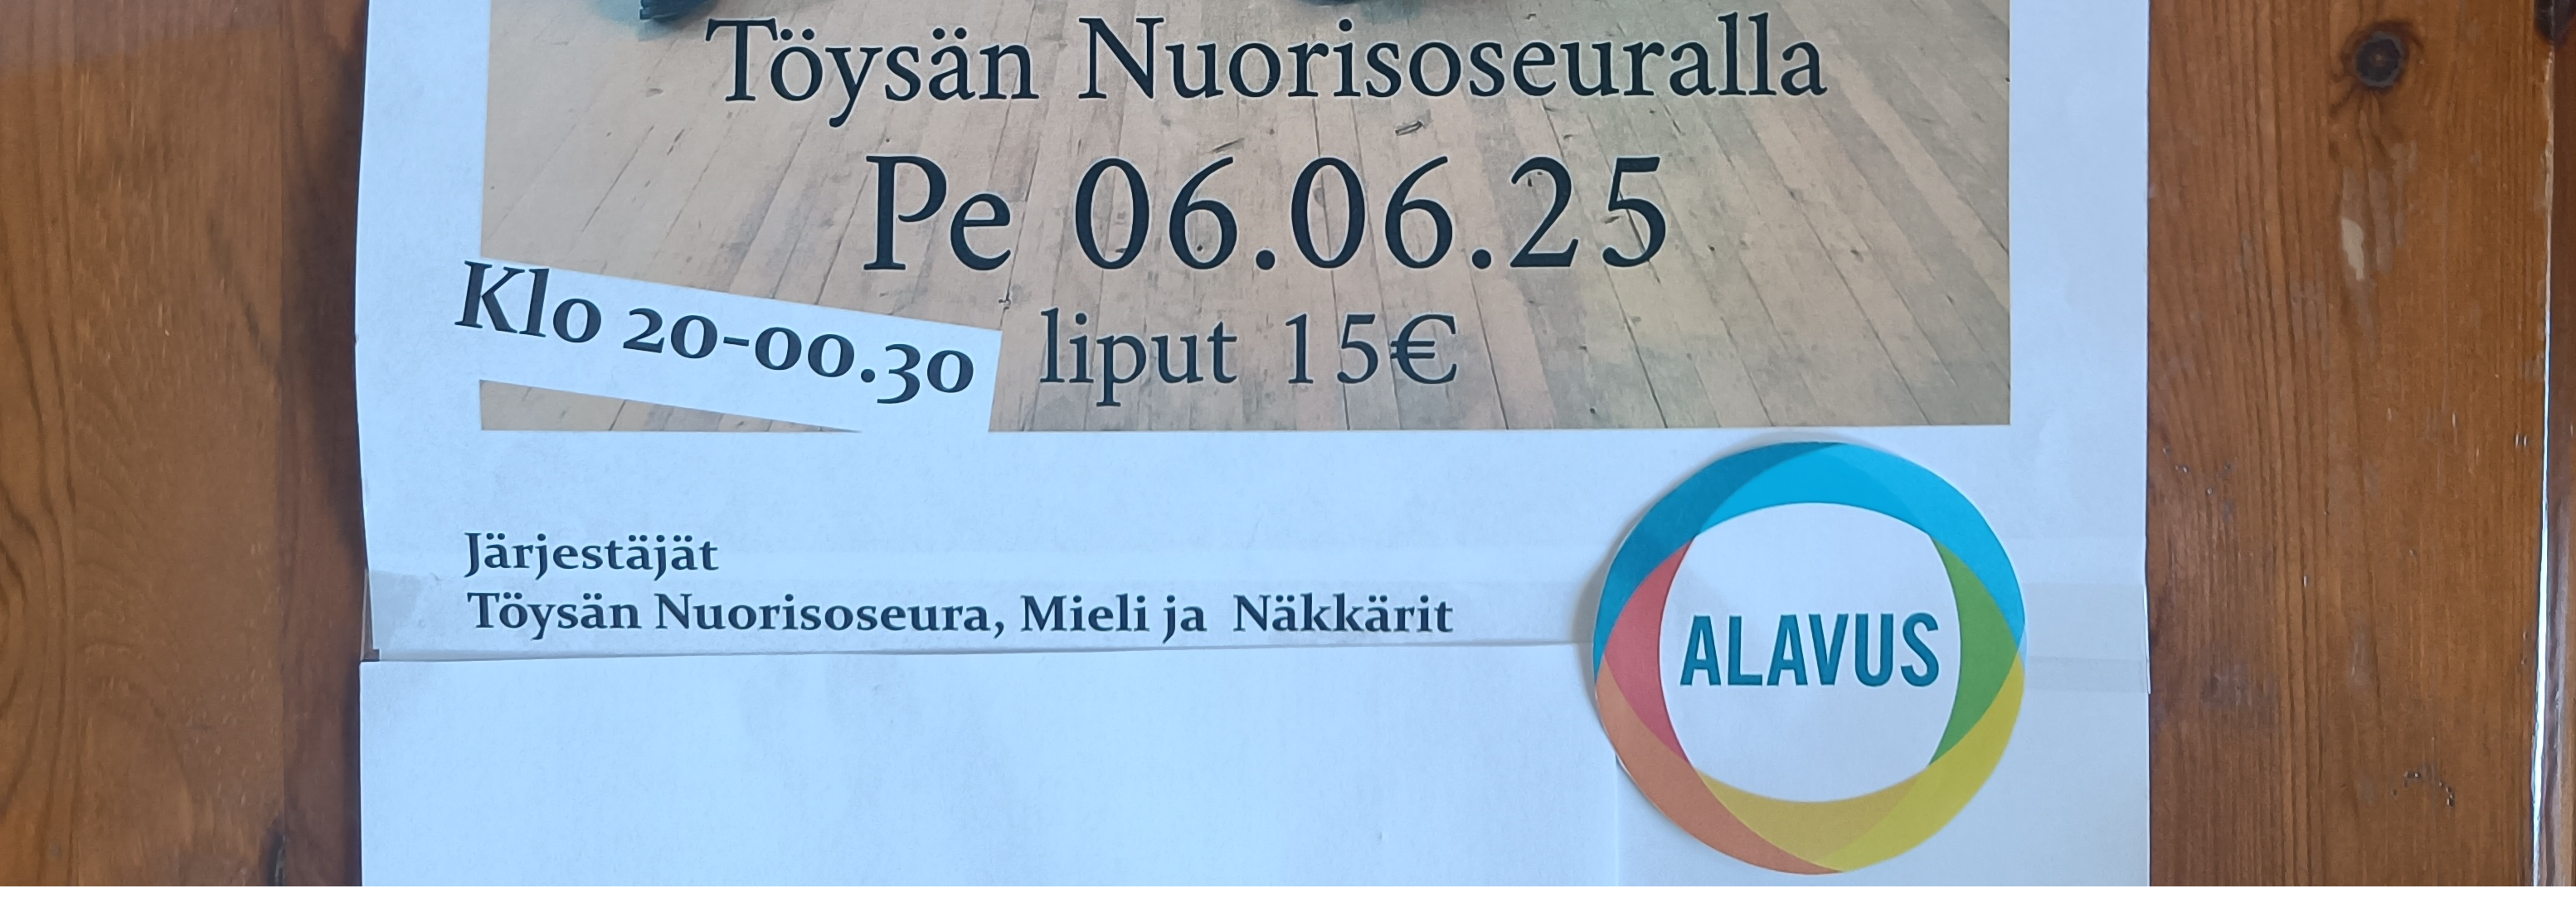 Töysän Nuorisoseuralla
Pe 06.06.25
Klo 20-00.30
liput 15€
Järjestäjät
Töysän Nuorisoseura, Mieli ja Näkkärit
ALAVUS